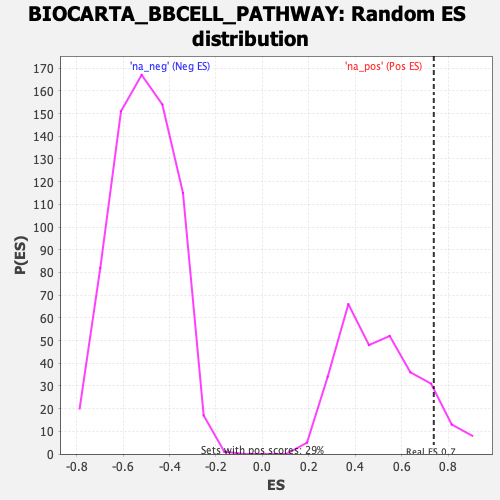 BIOCARTA_BBCELL_PATHWAY: Random ES
distribution
'na_neg' (Neg ES)
'na_pos' (Pos ES)
170
160
150
140
130
120
110
100
90
80
70
60
50
40
30
20
10
0
P(ES)
Sets with pos scores: 29%
Real ES 0.7
-0.8 -0.6 -0.4 -0.2 0.0 0.2 0.4 0.6 0.8
ES